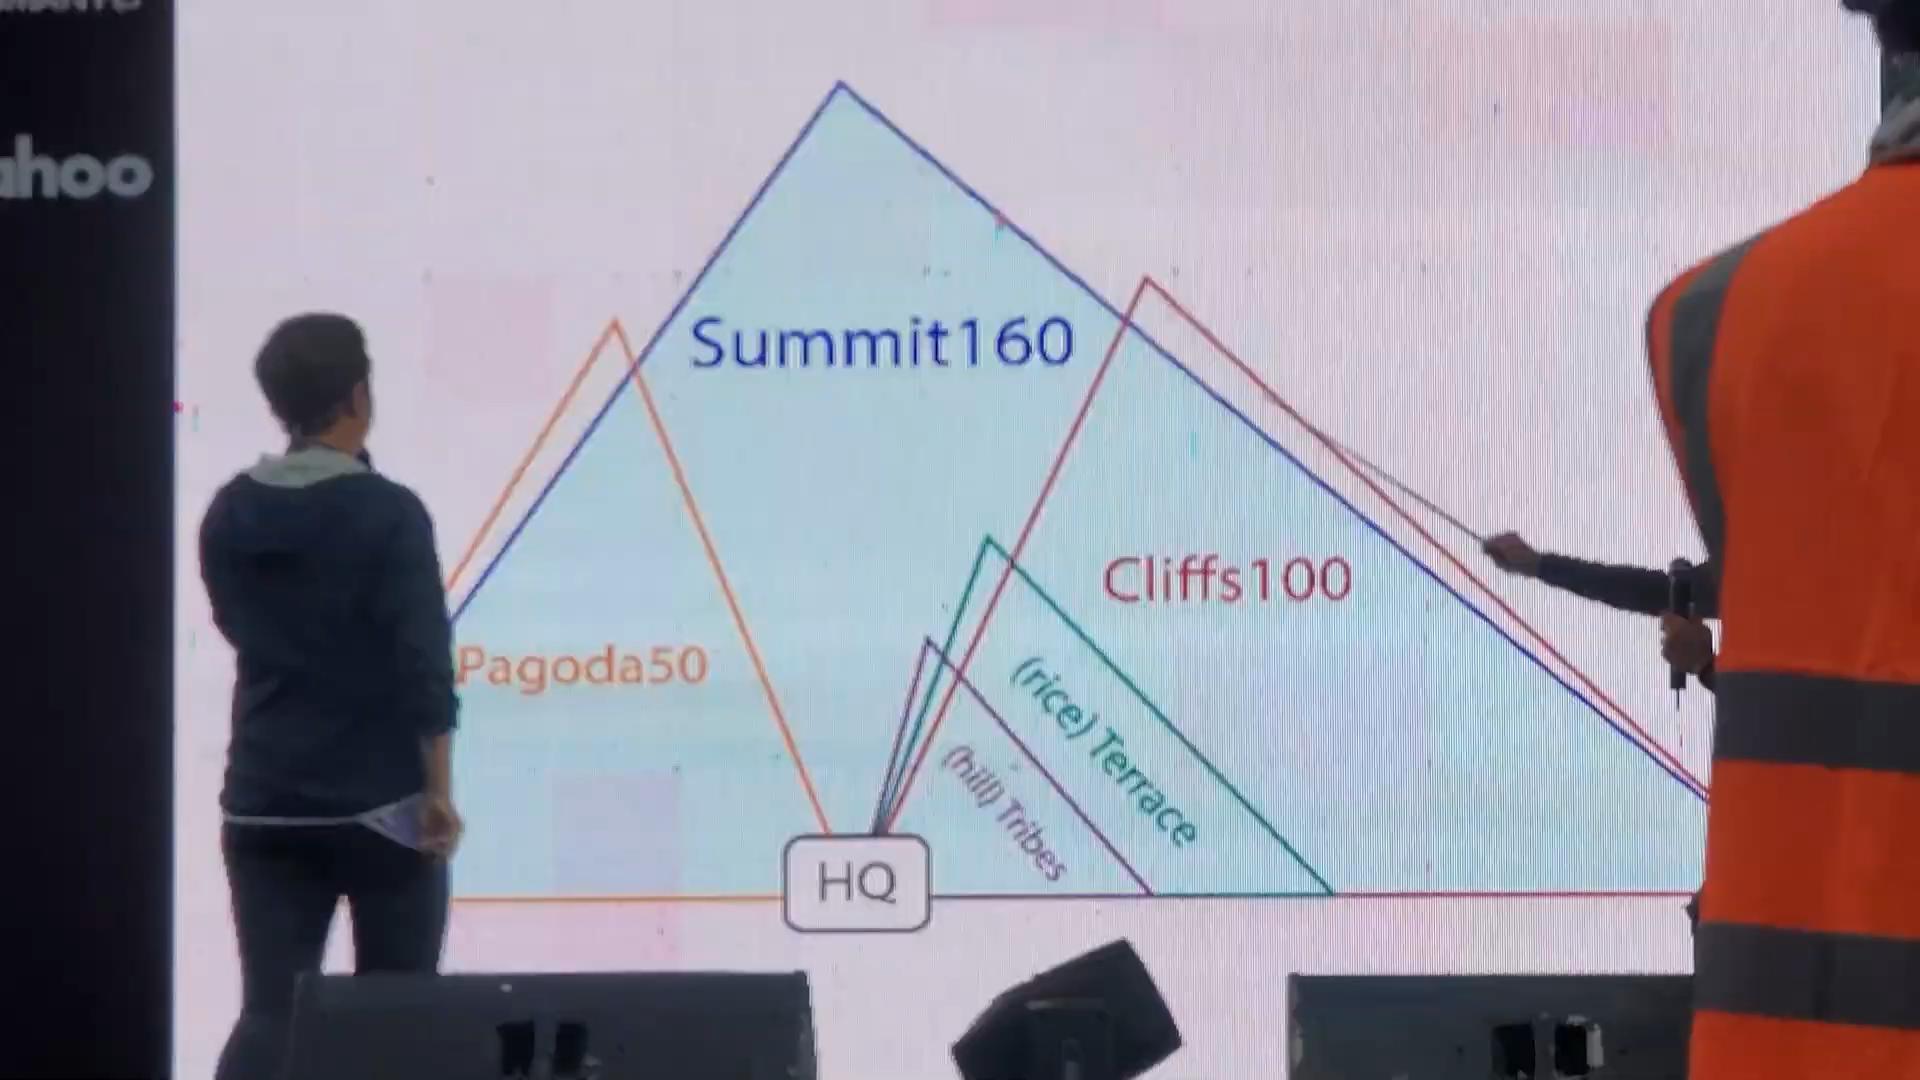 ahoo
Summit160
Cliffs100
Pagoda50
(rice) Terrace
(hill) Tribes
HQ